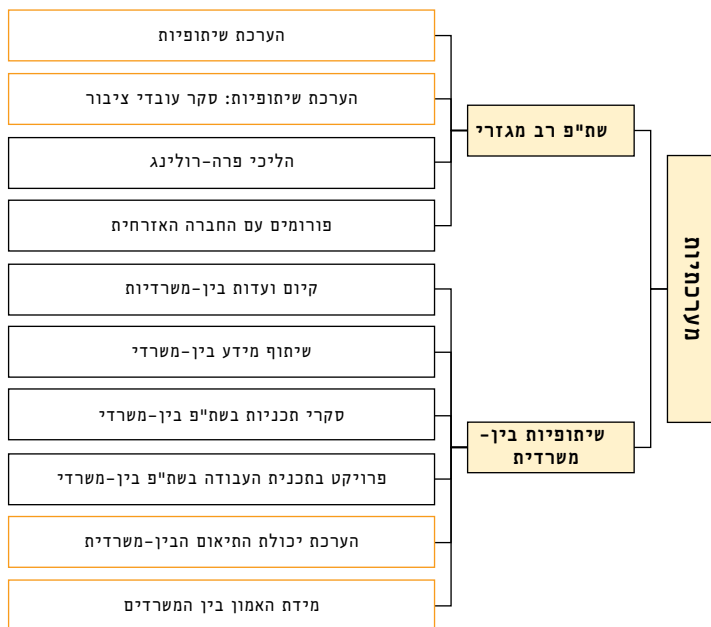 מערכתיות
שת"פ רב מגזרי
הערכת שיתופיות
הערכת שיתופיות: סקר עובדי ציבור
הליכי פרה-רולינג
פורומים עם החברה האזרחית
שיתופיות בין-
משרדית
קיום ועדות בין-משרדיות
שיתוף מידע בין-משרדי
סקרי תכניות בשת"פ בין-משרדי
פרויקט בתכנית העבודה בשת"פ בין-משרדי
הערכת יכולת התיאום הבין-משרדית
מידת האמון בין המשרדים